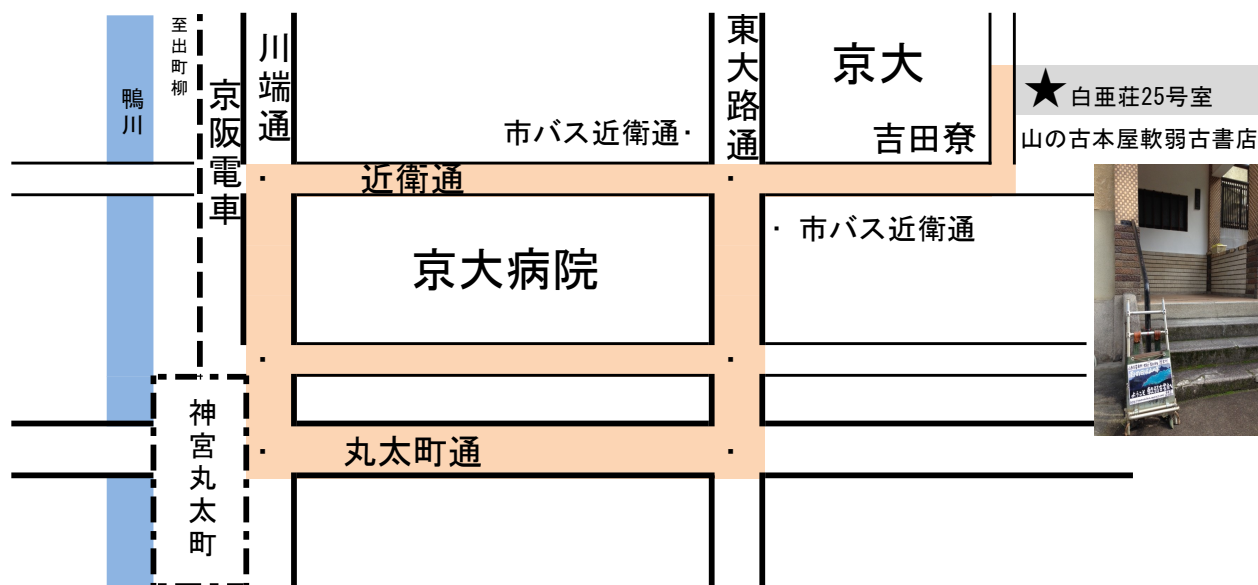 至出町柳
鴨川
京阪電車
川端通
東大路通
京大
★白亜荘25号室
市バス近衛通・
吉田寮
山の古本屋軟弱古書店
近衛通
・市バス近衛通
京大病院
神宮丸太町
丸太町通